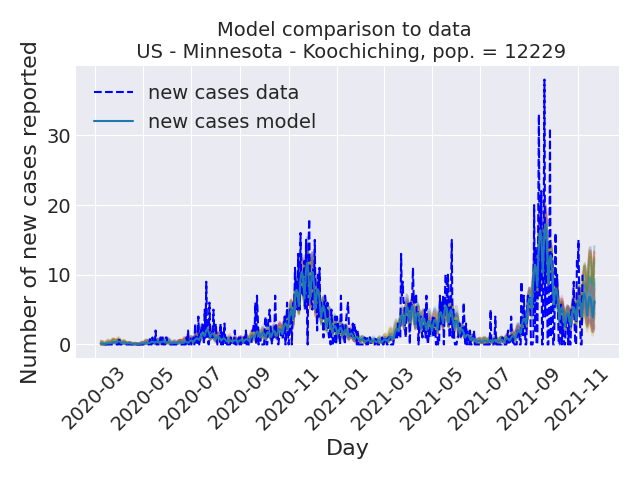 Model comparison to data
US - Minnesota - Koochiching, pop. = 12229
Number of new cases reported
new cases data
new cases model
30
20
10
0
2020-03
2020-05
2020-07
2020-09
2020-11
2021-01
2021-03
2021-05
2021-07
2021-09
2021-11
Day